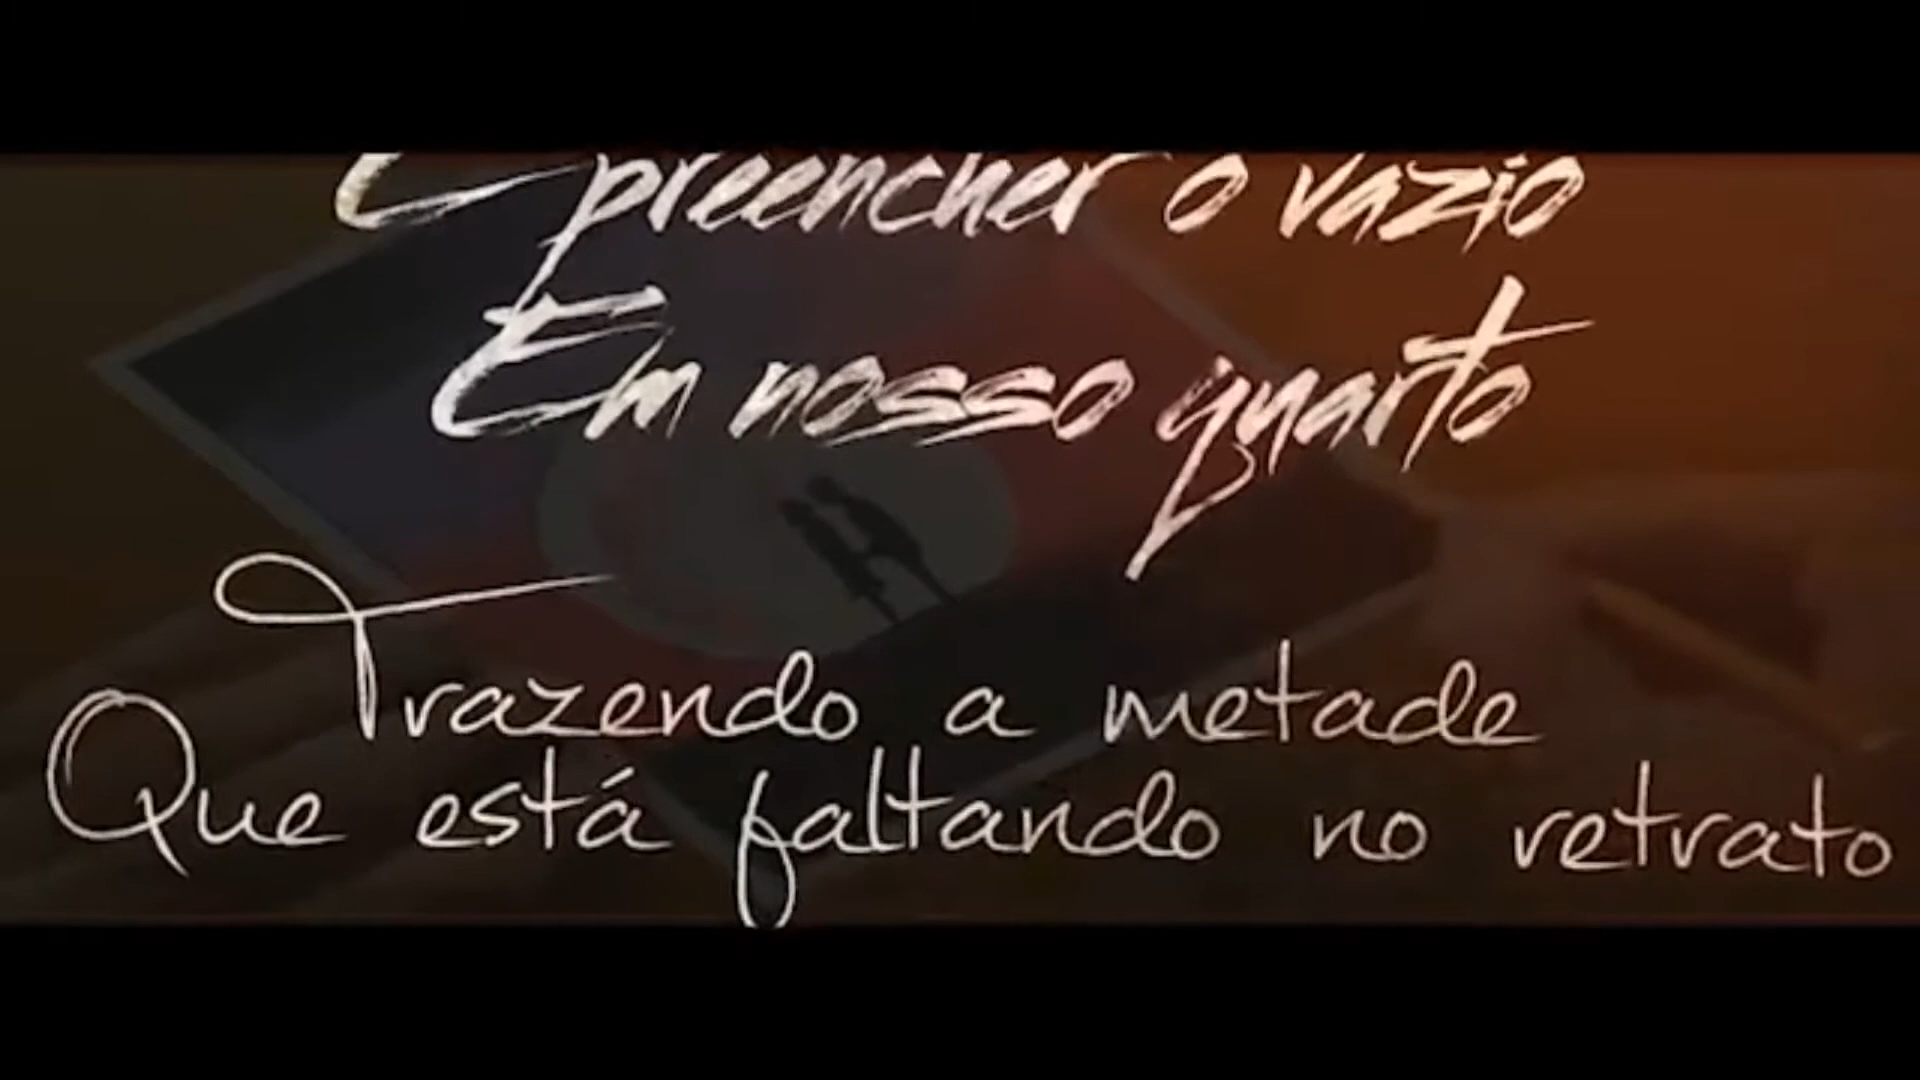 E preencher o vazio
Em nosso quarto
Trazendo a metade
Que está faltando no retrato